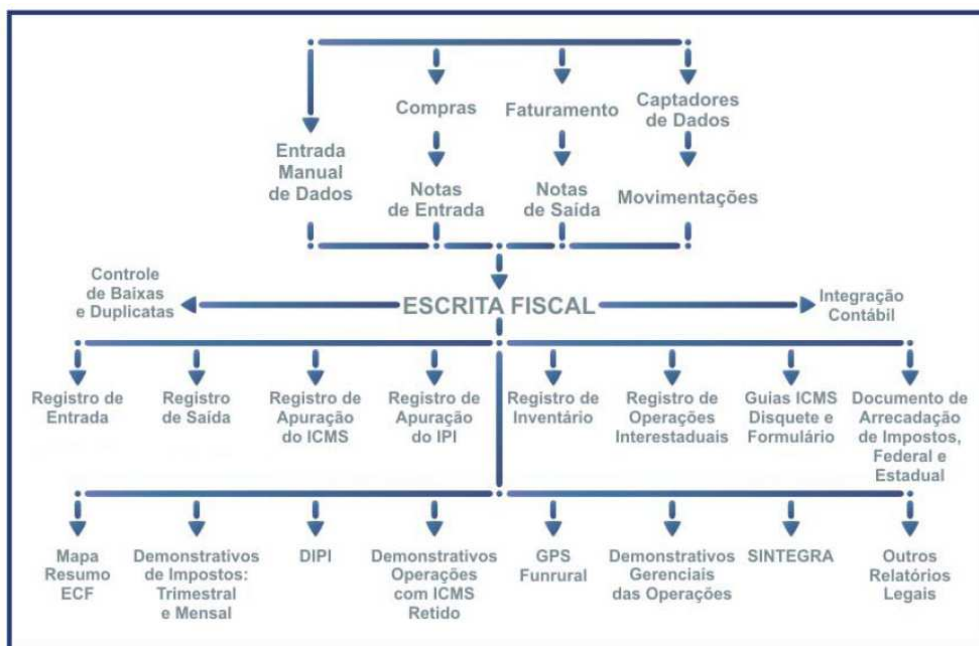 Compras
Faturamento
Captadores
de Dados
Entrada
Manual
de Dados
Notas
de Entrada
Notas
de Saída
Movimentações
Controle
de Baixas
e Duplicatas
ESCRITA FISCAL
Integração
Contábil
Registro de
Entrada
Registro
de Saída
Registro de
Apuração
do ICMS
Registro de
Apuração
do IPI
Registro de
Inventário
Registro de
Operações
Interestaduais
Guias ICMS
Disquete e
Formulário
Documento de
Arrecadação
de Impostos,
Federal e
Estadual
Mapa
Resumo
ECF
Demonstrativos
de Impostos:
Trimestral
e Mensal
DIPI
Demonstrativos
Operações
com ICMS
Retido
GPS
Funrural
Demonstrativos
Gerenciais
das Operações
SINTEGRA
Outros
Relatórios
Legais